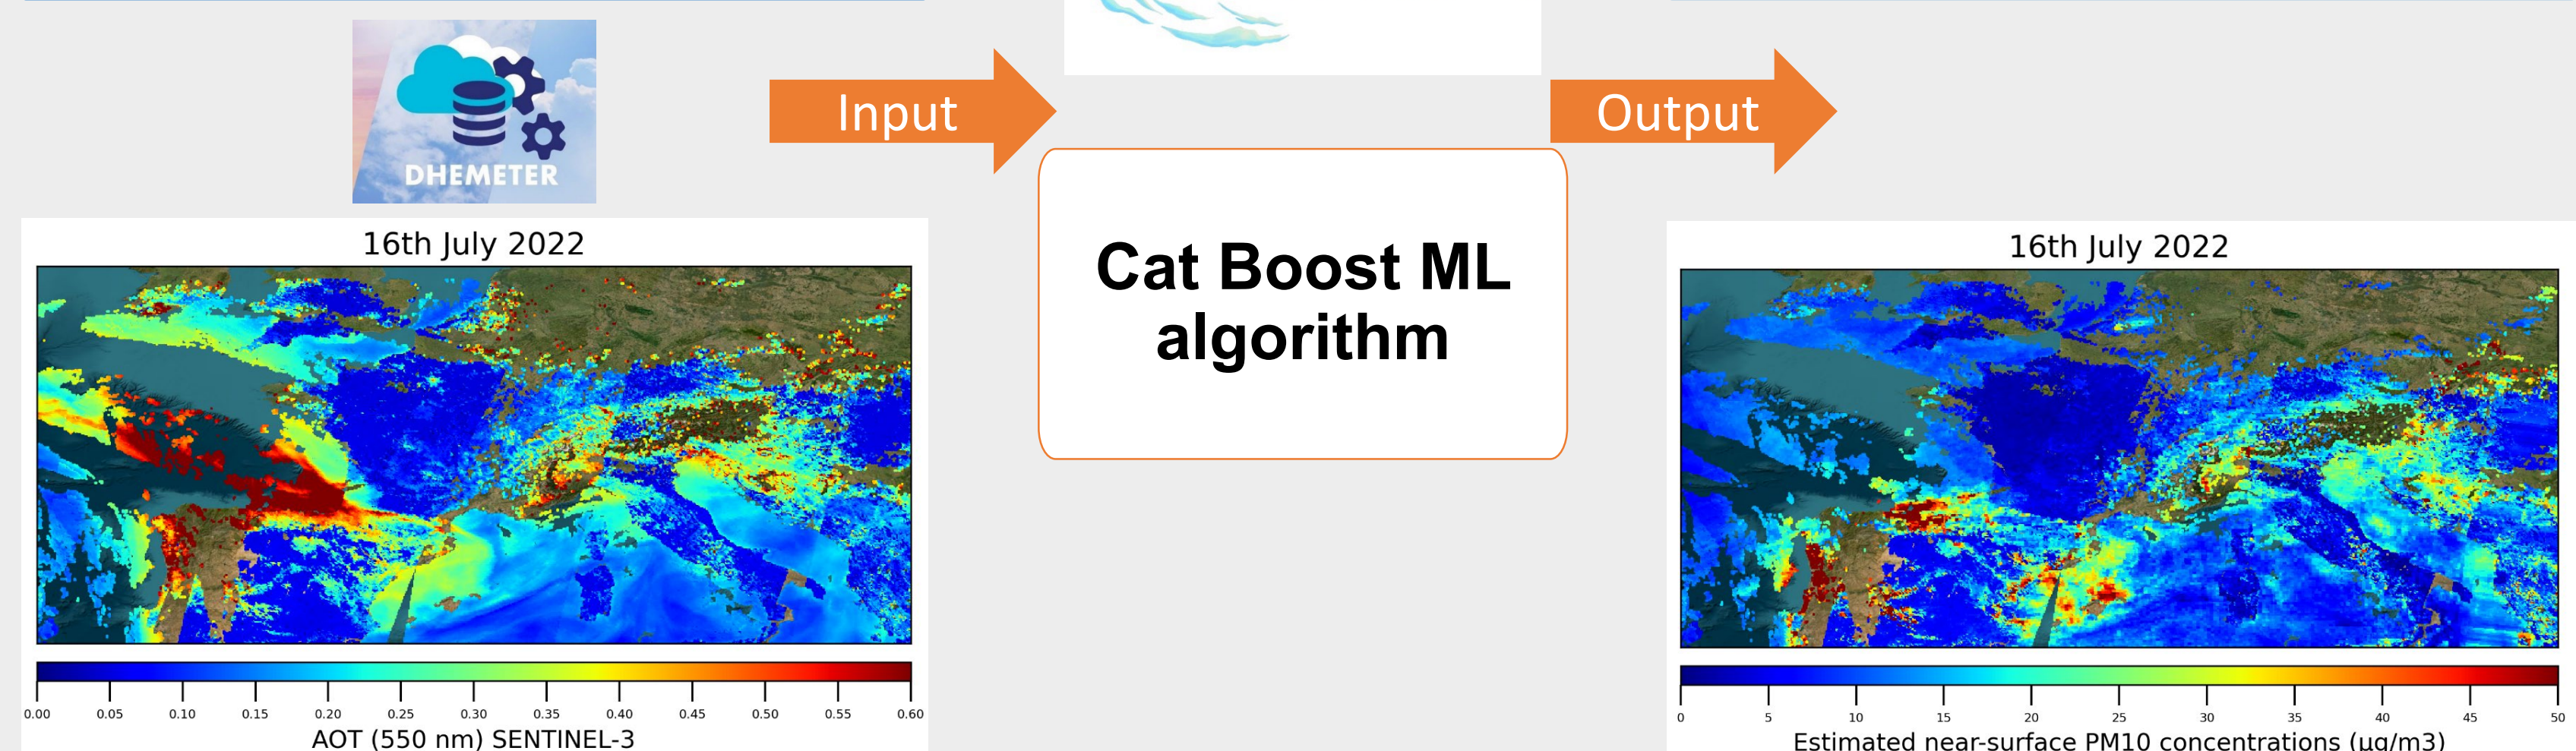 DHEMETER
Input
Output
Cat Boost ML
algorithm
16th July 2022
0.00 0.05 0.10 0.15 0.20 0.25 0.30 0.35 0.40 0.45 0.50 0.55 0.60
AOT (550 nm) SENTINEL-3
16th July 2022
0 5 10 15 20 25 30 35 40 45 50
Estimated near-surface PM10 concentrations (µg/m3)